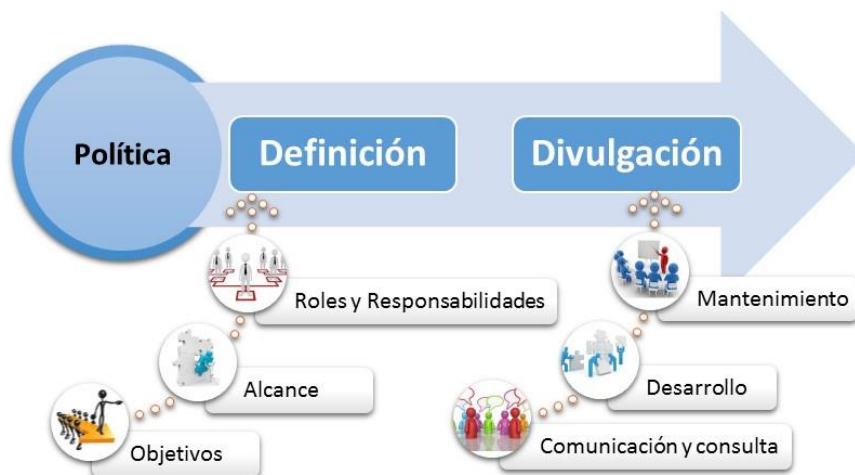 Política
Definición
Divulgación
Roles y Responsabilidades
Alcance
Objetivos
Mantenimiento
Desarrollo
Comunicación y consulta